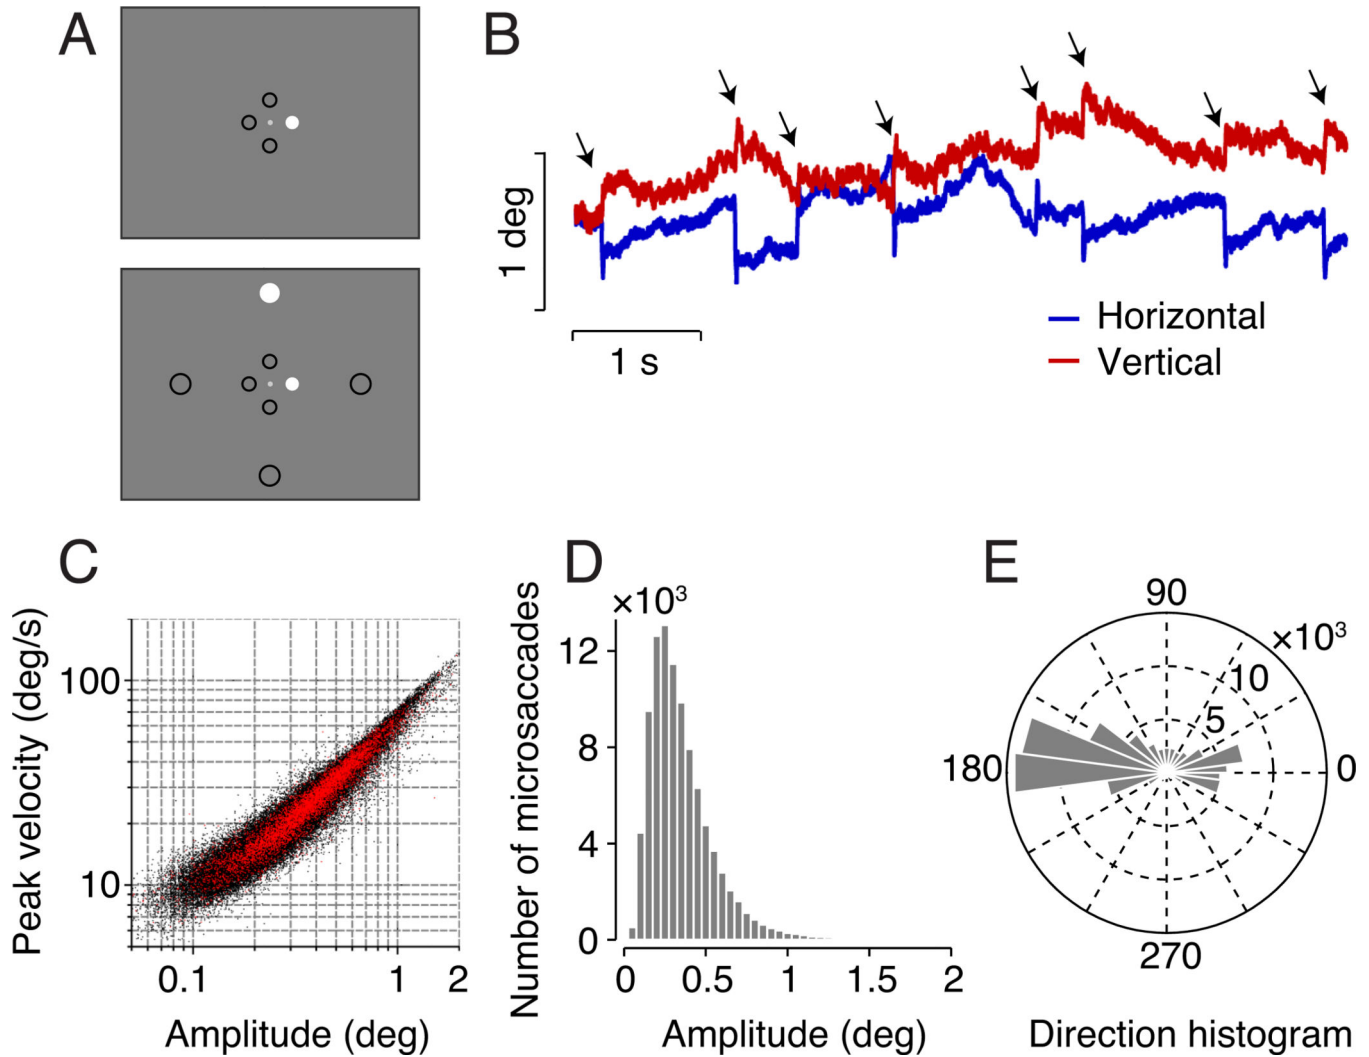 A
B
1 deg
1 s
Horizontal
Vertical
C
Peak velocity (deg/s)
100
10
0.1
1
2
Amplitude (deg)
D
Number of microsaccades
×10³
12
8
4
0
0
0.5
1
1.5
2
Amplitude (deg)
E
90
×10³
10
5
180
0
270
Direction histogram